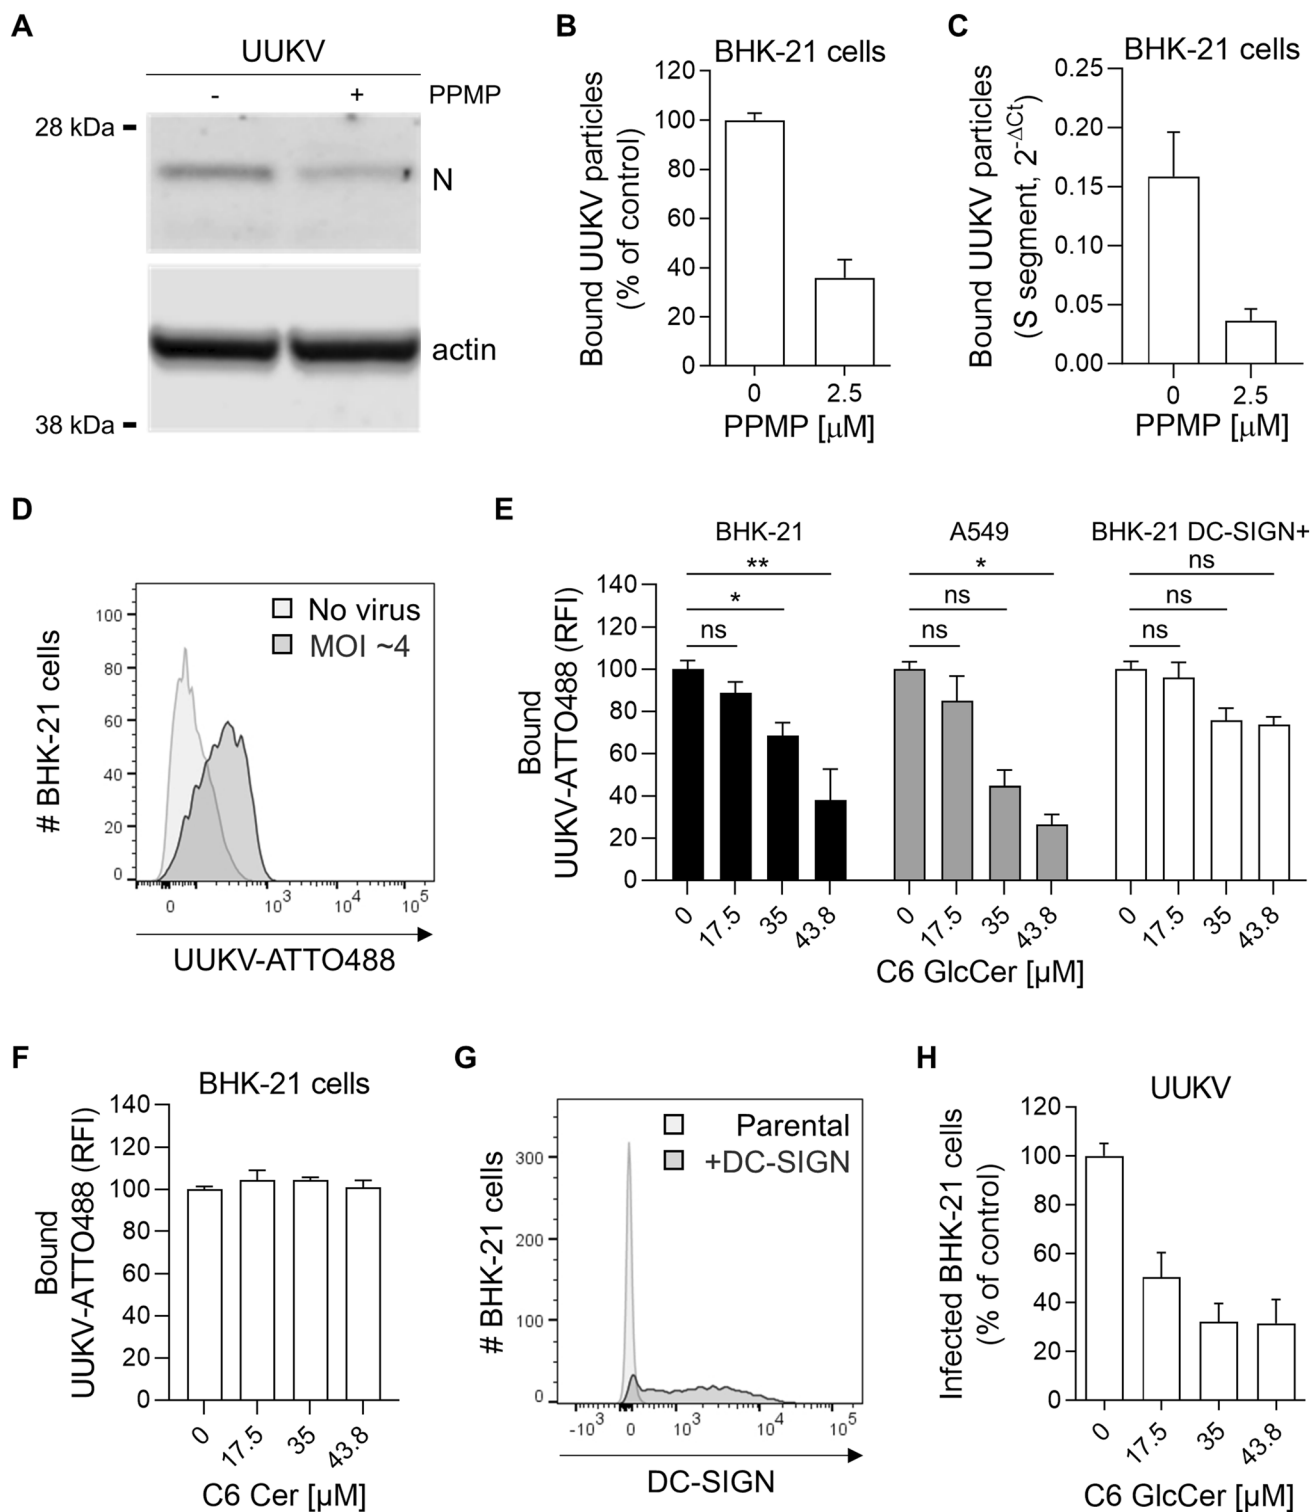 A
UUKV
- + PPMP
28 kDa
N
actin
38 kDa
B
BHK-21 cells
Bound UUKV particles
(% of control)
120
100
80
60
40
20
0
0 2.5
PPMP [μM]
C
BHK-21 cells
Bound UUKV particles
(S segment, 2-ΔCt)
0.25
0.20
0.15
0.10
0.05
0.00
0 2.5
PPMP [μM]
D
# BHK-21 cells
No virus
MOI ~4
100
80
60
40
20
0
0 10³ 10⁴ 10⁵
UUKV-ATTO488
E
BHK-21 A549 BHK-21 DC-SIGN+
** * ns
* ns ns
ns ns ns
Bound
UUKV-ATTO488 (RFI)
140
120
100
80
60
40
20
0
0 17.5 35 43.8 0 17.5 35 43.8 0 17.5 35 43.8
C6 GlcCer [µM]
F
BHK-21 cells
Bound
UUKV-ATTO488 (RFI)
140
120
100
80
60
40
20
0
0 17.5 35 43.8
C6 Cer [µM]
G
# BHK-21 cells
Parental
+DC-SIGN
300
200
100
0
-10³ 0 10³ 10⁴ 10⁵
DC-SIGN
H
UUKV
Infected BHK-21 cells
(% of control)
120
100
80
60
40
20
0
0 17.5 35 43.8
C6 GlcCer [µM]